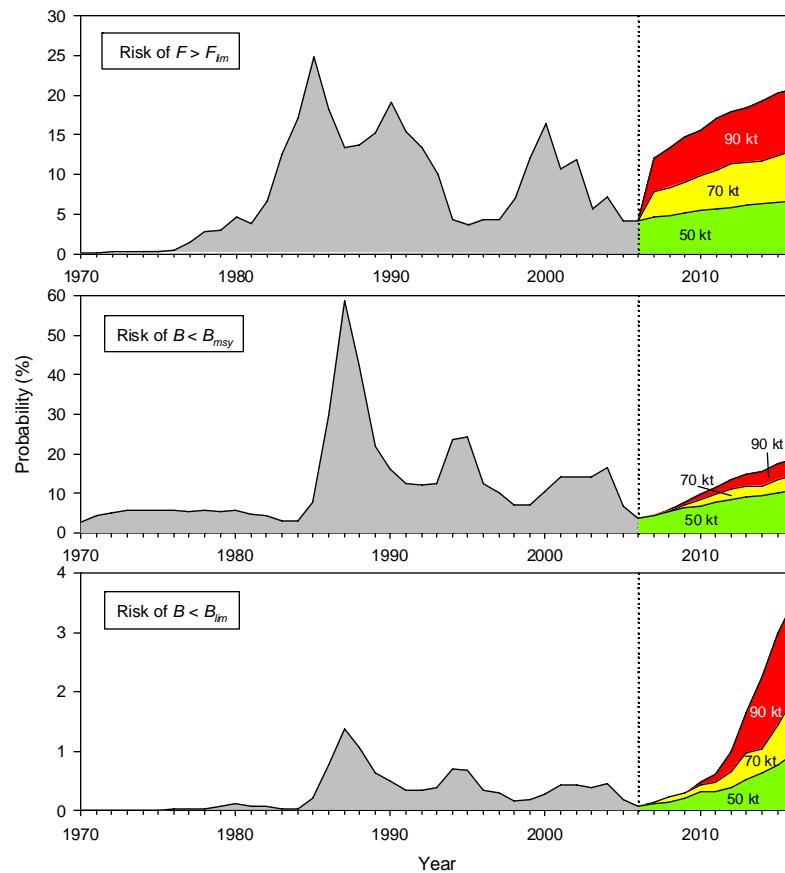 30
25
20
15
10
5
0
Risk of F > Flim
90 kt
70 kt
50 kt
1970 1980 1990 2000 2010
Probability (%)
60
50
40
30
20
10
0
Risk of B < Bmsy
90 kt
70 kt
50 kt
1970 1980 1990 2000 2010
4
3
2
1
0
Risk of B < Blim
90 kt
70 kt
50 kt
1970 1980 1990 2000 2010
Year